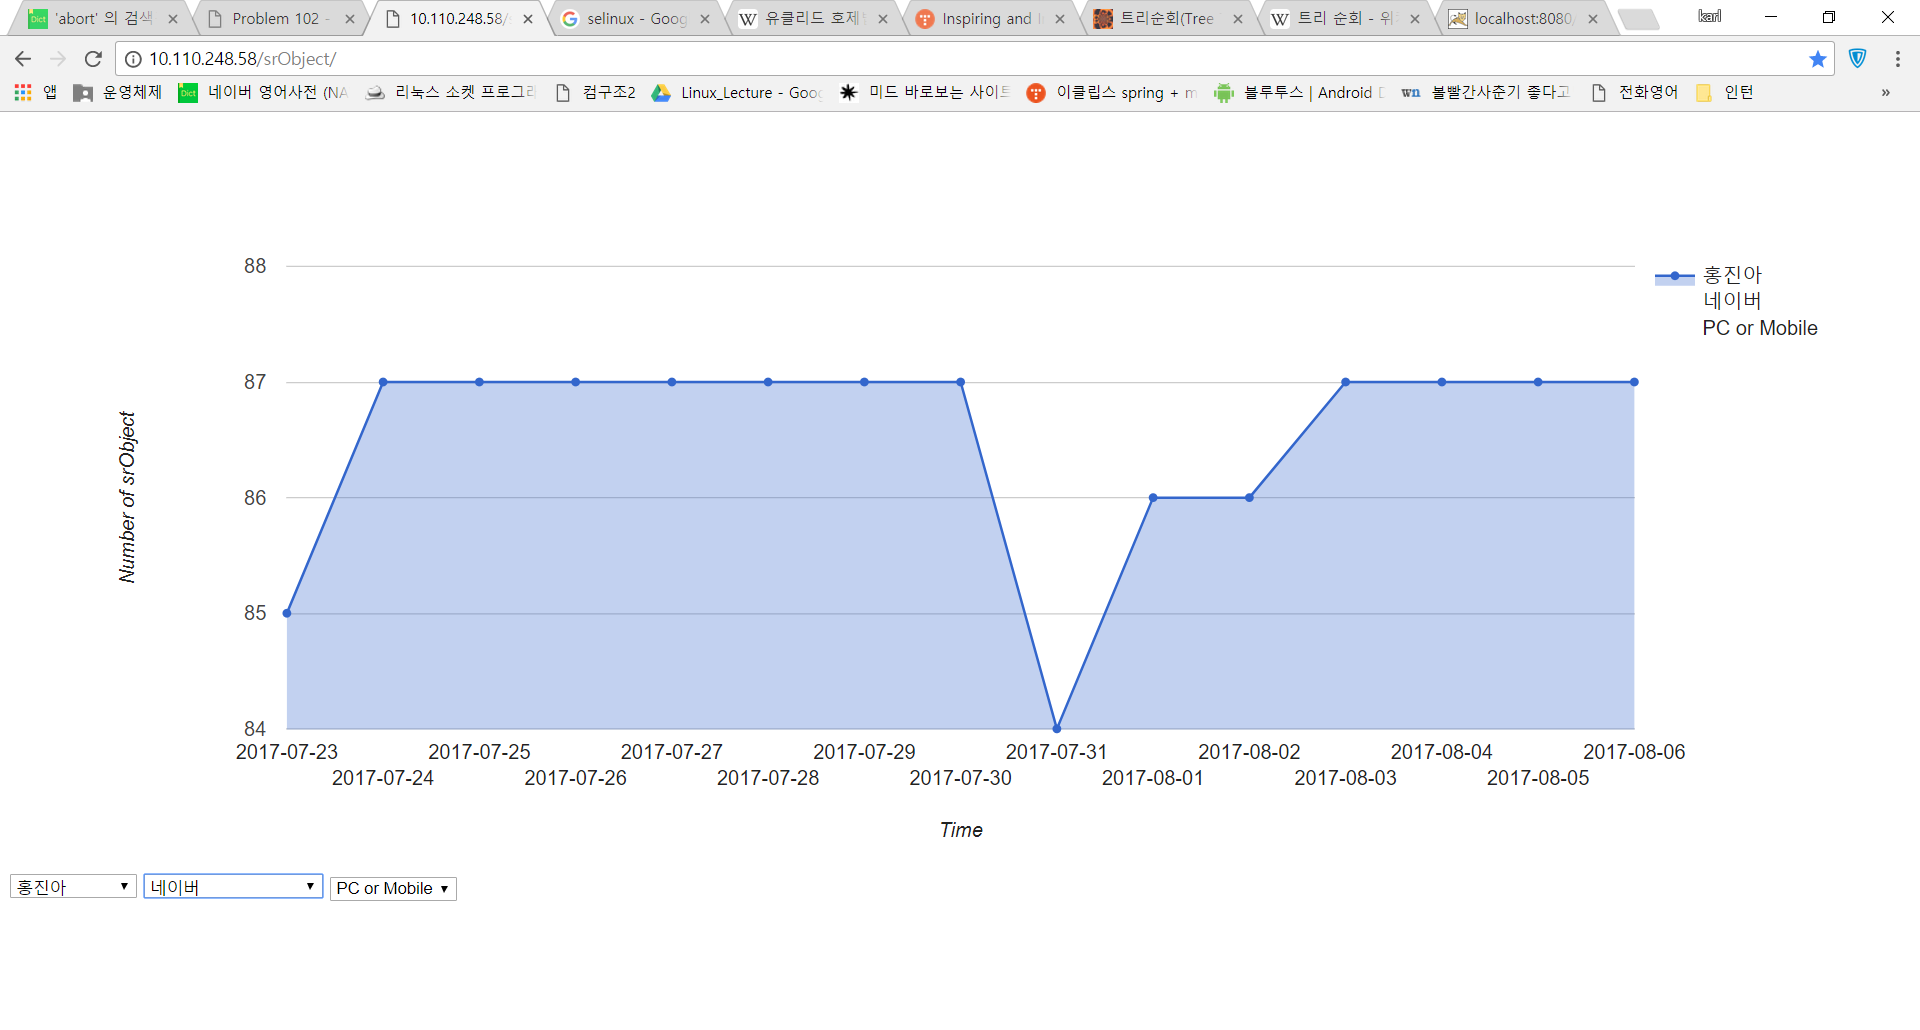 'abort' 의 검색
Problem 102 -
10.110.248.58/
selinux - Goog
유클리드 호제
Inspiring and
트리순회(Tree
트리 순회 - 위
localhost:8080/
karl
10.110.248.58/srObject/
앱
운영체제
네이버 영어사전 (NA
리눅스 소켓 프로그래
컴구조2
Linux_Lecture - Goog
미드 바로보는 사이트
이클립스 spring + m
블루투스 | Android
볼빨간사춘기 좋다고
전화영어
인턴
»
88
87
86
85
84
Number of srObject
홍진아
네이버
PC or Mobile
2017-07-23
2017-07-24
2017-07-25
2017-07-26
2017-07-27
2017-07-28
2017-07-29
2017-07-30
2017-07-31
2017-08-01
2017-08-02
2017-08-03
2017-08-04
2017-08-05
2017-08-06
Time
홍진아
네이버
PC or Mobile